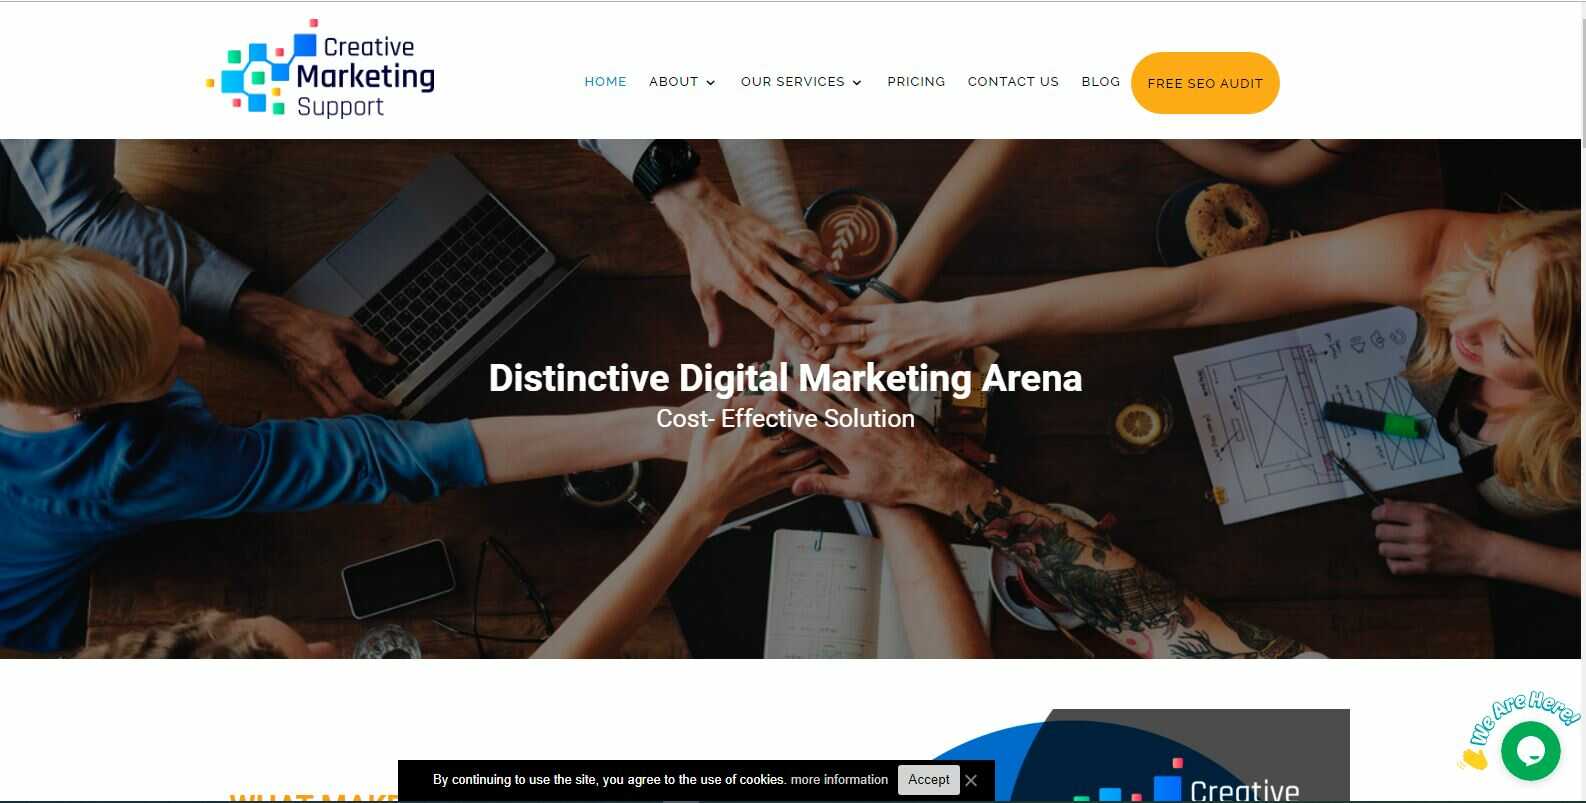 Creative
Marketing
Support
HOME ABOUT OUR SERVICES PRICING CONTACT US BLOG FREE SEO AUDIT
Distinctive Digital Marketing Arena
Cost- Effective Solution
We Are Here!
By continuing to use the site, you agree to the use of cookies. more information Accept
Creative
WHAT MAKE